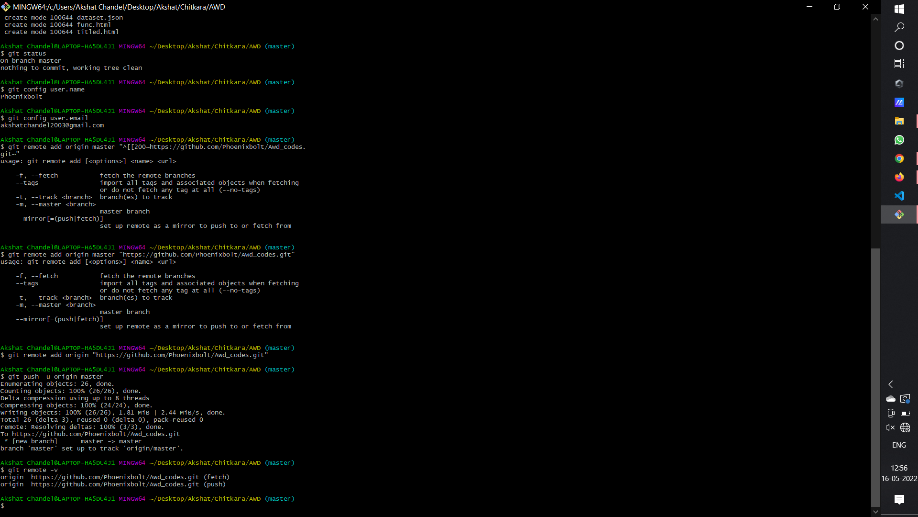 MINGW64:/c/Users/Akshat Chandel/Desktop/Akshat/Chitkara/AWD
create mode 100644 dataset.json
create mode 100644 func.html
create mode 100644 titled.html
Akshat Chandel@LAPTOP-HA5DL4J1 MINGW64 ~/Desktop/Akshat/Chitkara/AWD (master)
$ git status
On branch master
nothing to commit, working tree clean
Akshat Chandel@LAPTOP-HA5DL4J1 MINGW64 ~/Desktop/Akshat/Chitkara/AWD (master)
$ git config user.name
Phoenixbolt
Akshat Chandel@LAPTOP-HA5DL4J1 MINGW64 ~/Desktop/Akshat/Chitkara/AWD (master)
$ git config user.email
akshatchandel2003@gmail.com
Akshat Chandel@LAPTOP-HA5DL4J1 MINGW64 ~/Desktop/Akshat/Chitkara/AWD (master)
$ git remote add origin master "^[[200~https://github.com/Phoenixbolt/Awd_codes.
git~"
usage: git remote add [<options>] <name> <url>
-f, --fetch fetch the remote branches
--tags import all tags and associated objects when fetching
or do not fetch any tag at all (--no-tags)
-t, --track <branch> branch(es) to track
-m, --master <branch>
master branch
--mirror[=(push|fetch)]
set up remote as a mirror to push to or fetch from
Akshat Chandel@LAPTOP-HA5DL4J1 MINGW64 ~/Desktop/Akshat/Chitkara/AWD (master)
$ git remote add origin master "https://github.com/Phoenixbolt/Awd_codes.git"
usage: git remote add [<options>] <name> <url>
-f, --fetch fetch the remote branches
--tags import all tags and associated objects when fetching
or do not fetch any tag at all (--no-tags)
-t, --track <branch> branch(es) to track
-m, --master <branch>
master branch
--mirror[=(push|fetch)]
set up remote as a mirror to push to or fetch from
Akshat Chandel@LAPTOP-HA5DL4J1 MINGW64 ~/Desktop/Akshat/Chitkara/AWD (master)
$ git remote add origin "https://github.com/Phoenixbolt/Awd_codes.git"
Akshat Chandel@LAPTOP-HA5DL4J1 MINGW64 ~/Desktop/Akshat/Chitkara/AWD (master)
$ git push -u origin master
Enumerating objects: 26, done.
Counting objects: 100% (26/26), done.
Delta compression using up to 8 threads
Compressing objects: 100% (24/24), done.
Writing objects: 100% (26/26), 1.81 MiB | 2.44 MiB/s, done.
Total 26 (delta 3), reused 0 (delta 0), pack-reused 0
remote: Resolving deltas: 100% (3/3), done.
To https://github.com/Phoenixbolt/Awd_codes.git
* [new branch] master -> master
branch 'master' set up to track 'origin/master'.
Akshat Chandel@LAPTOP-HA5DL4J1 MINGW64 ~/Desktop/Akshat/Chitkara/AWD (master)
$ git remote -v
origin https://github.com/Phoenixbolt/Awd_codes.git (fetch)
origin https://github.com/Phoenixbolt/Awd_codes.git (push)
Akshat Chandel@LAPTOP-HA5DL4J1 MINGW64 ~/Desktop/Akshat/Chitkara/AWD (master)
$
ENG
12:56
16-05-2022